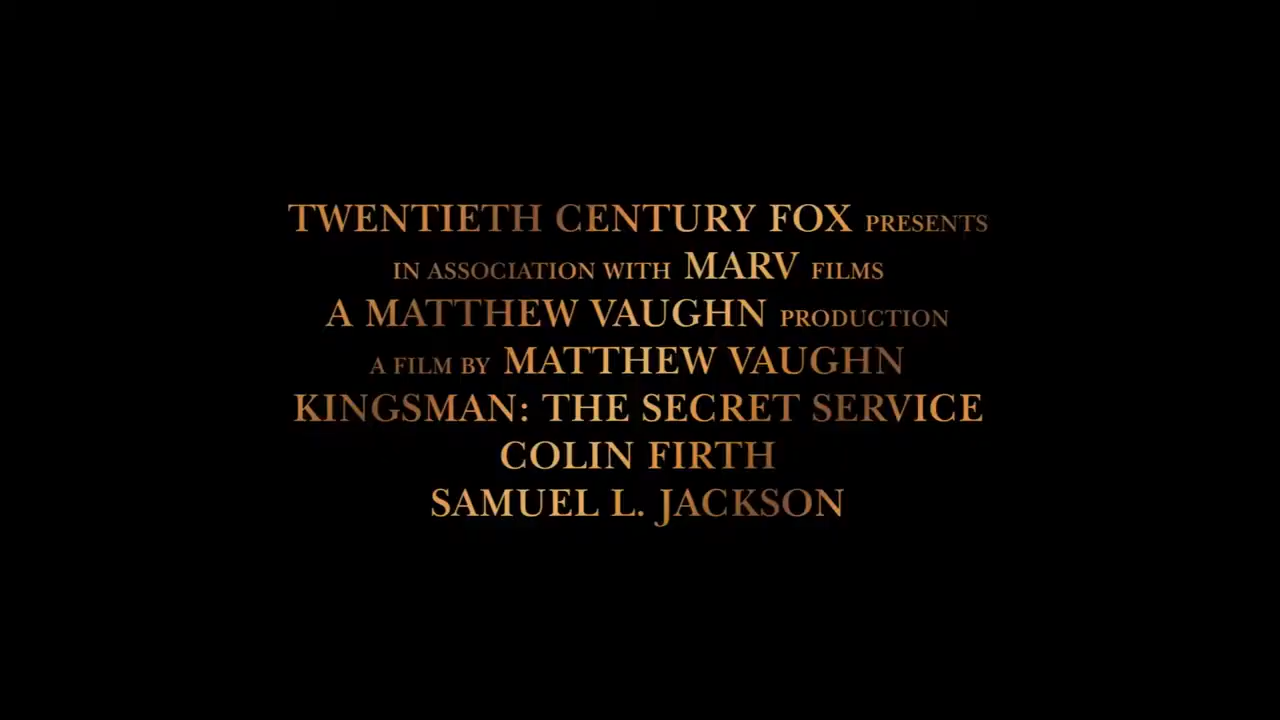 TWENTIETH CENTURY FOX PRESENTS
IN ASSOCIATION WITH MARV FILMS
A MATTHEW VAUGHN PRODUCTION
A FILM BY MATTHEW VAUGHN
KINGSMAN: THE SECRET SERVICE
COLIN FIRTH
SAMUEL L. JACKSON